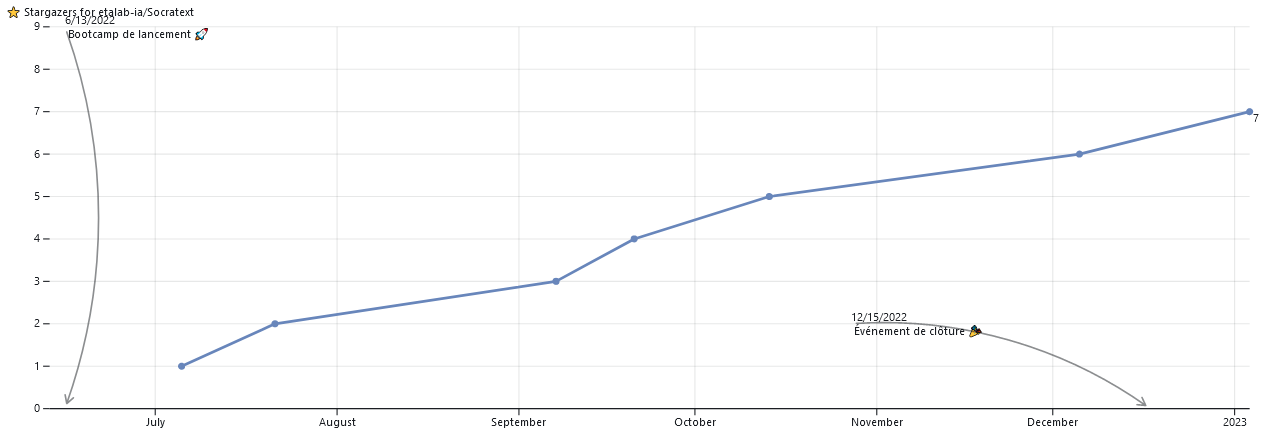 ⭐ Stargazers for etalab-ia/Socratext
6/13/2022
Bootcamp de lancement 🚀
9
8
7
6
5
4
3
2
1
0
7
12/15/2022
Événement de clôture 🎉
July
August
September
October
November
December
2023